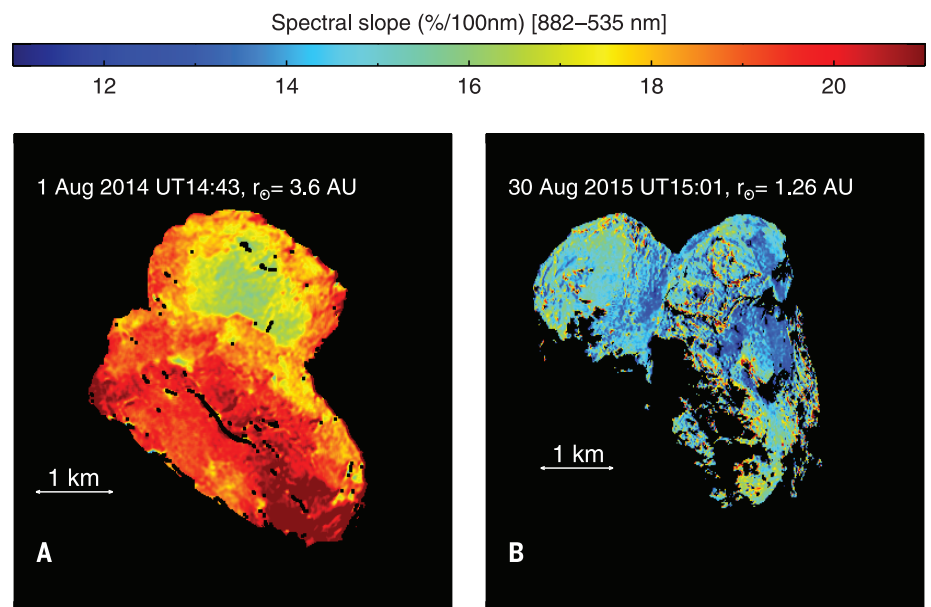 Spectral slope (%/100nm) [882–535 nm]
12 14 16 18 20
1 Aug 2014 UT14:43, r☉= 3.6 AU
1 km
A
30 Aug 2015 UT15:01, r☉= 1.26 AU
1 km
B